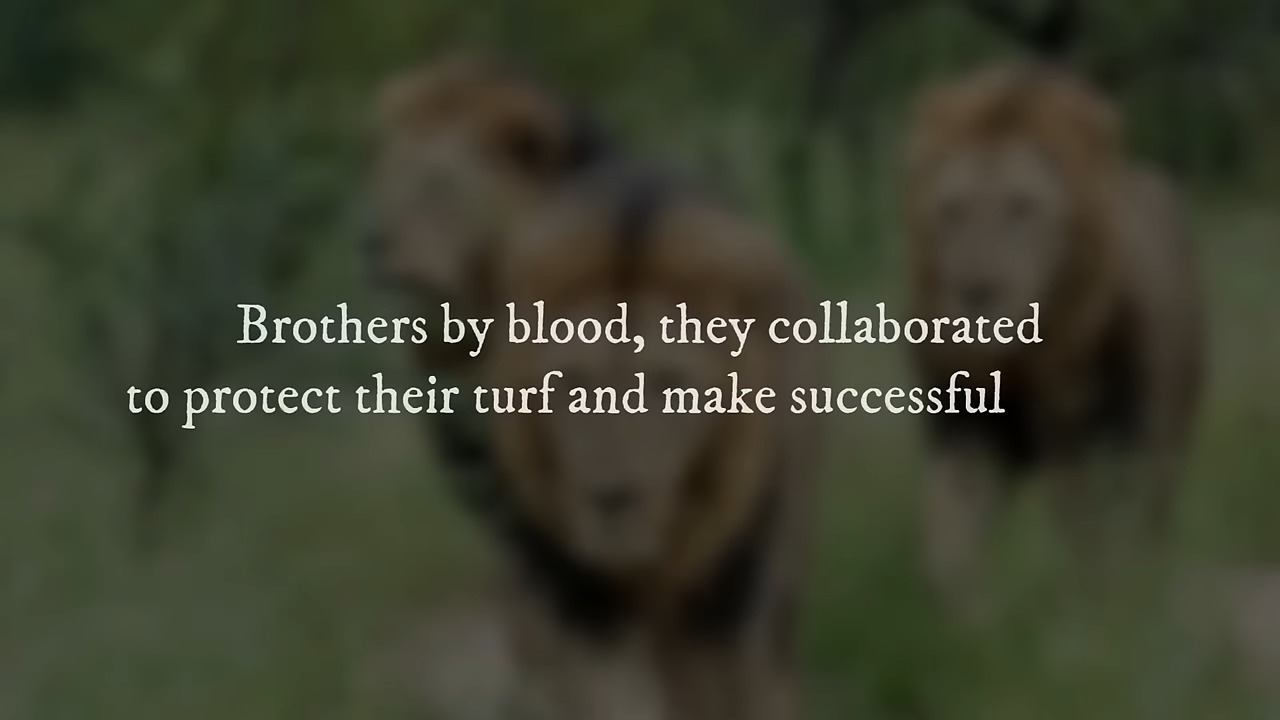 Brothers by blood, they collaborated
to protect their turf and make successful